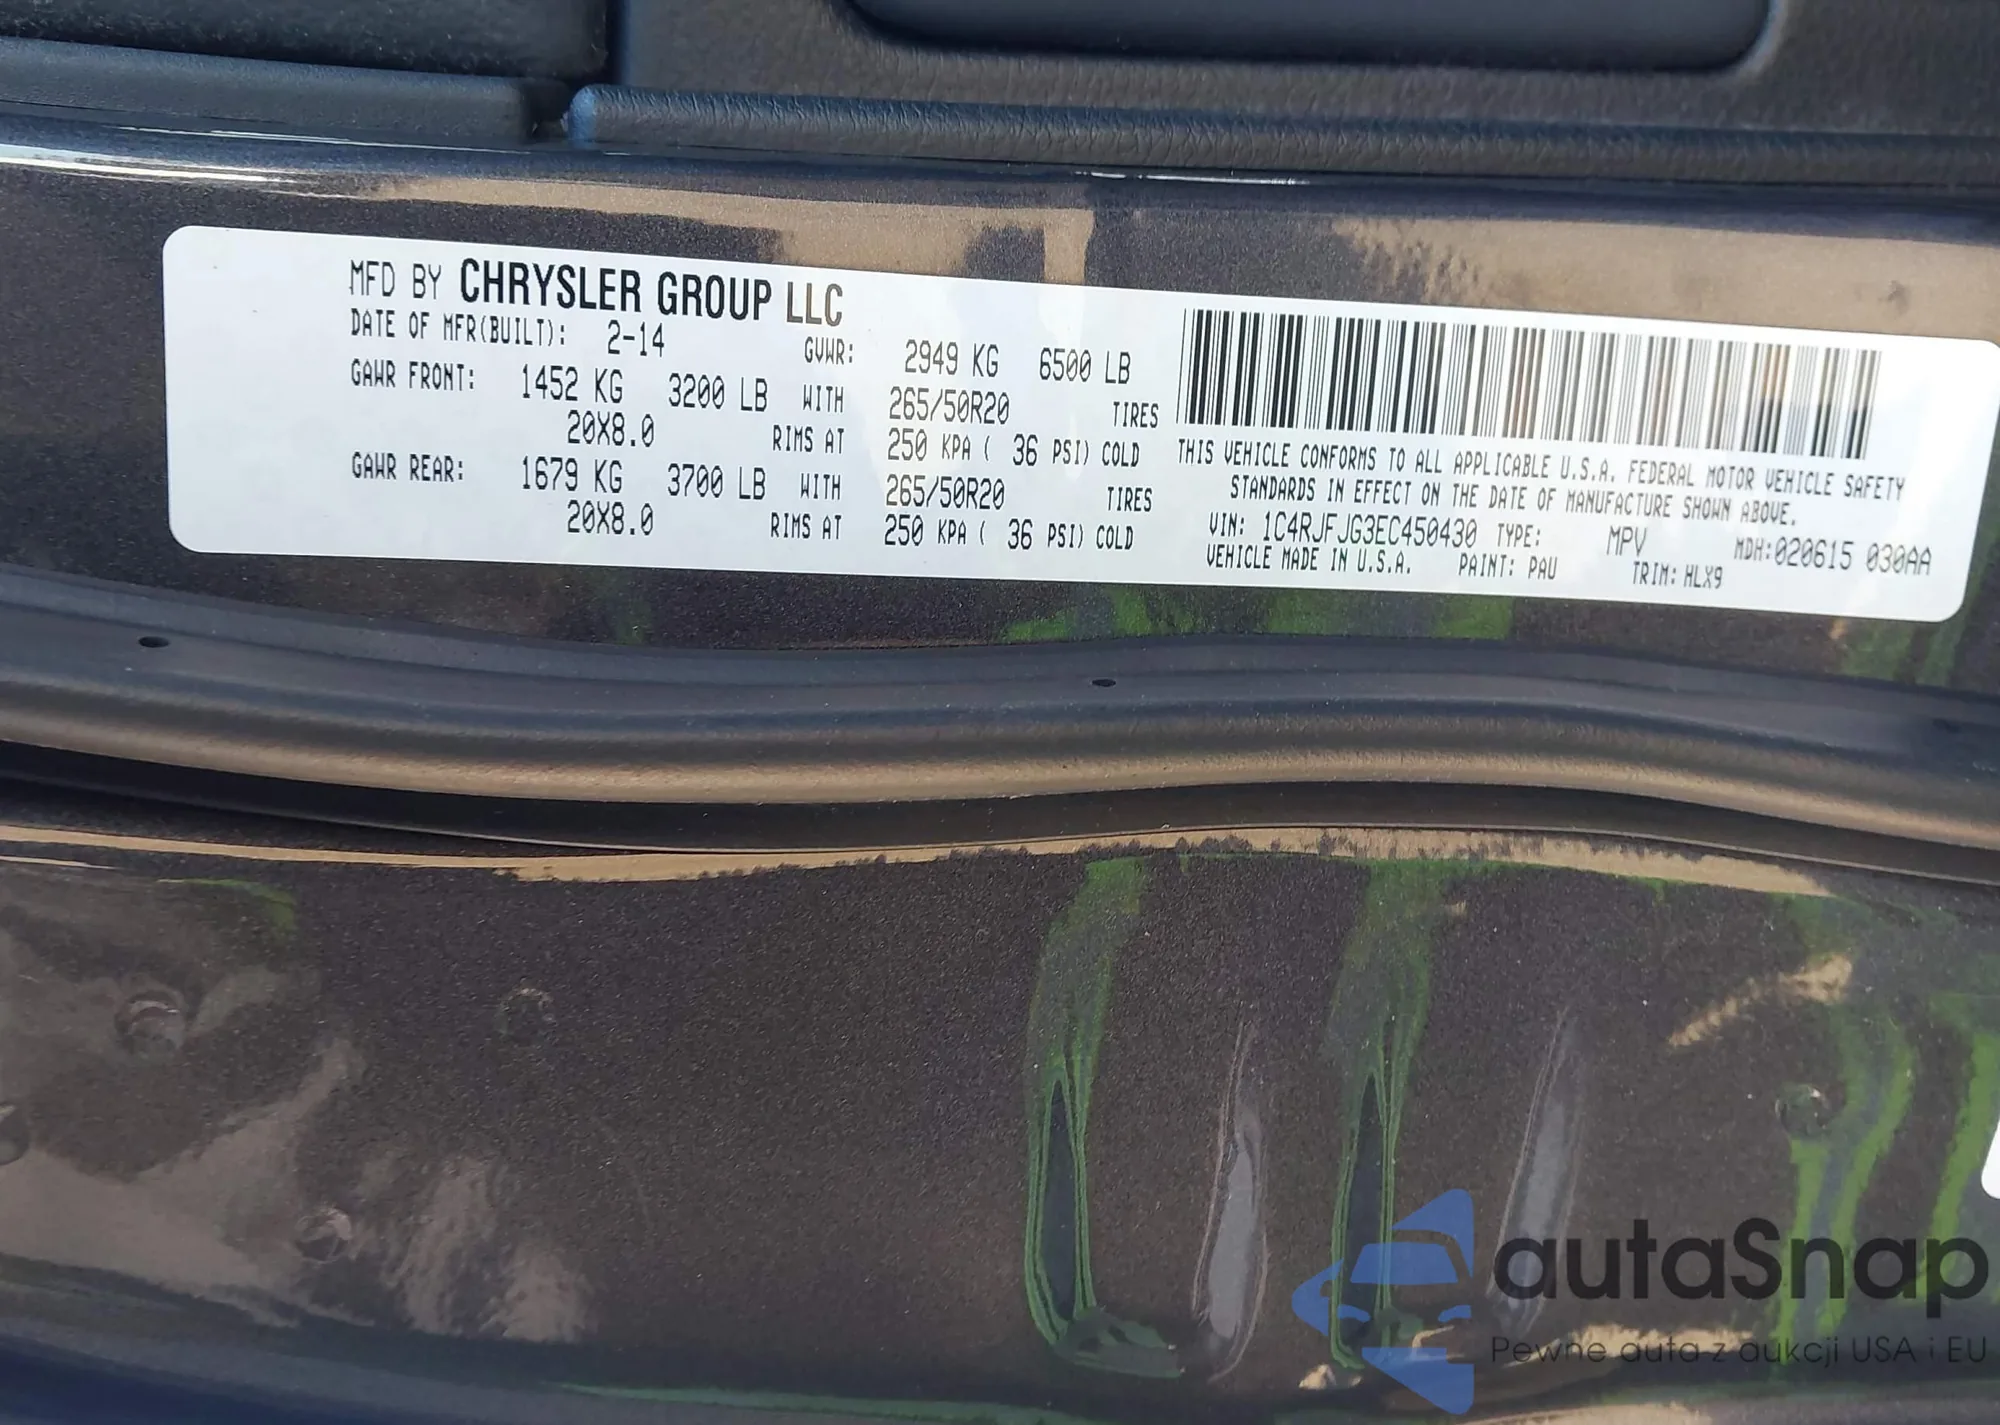 MFD BY CHRYSLER GROUP LLC
DATE OF MFR(BUILT): 2-14 GVWR: 2949 KG 6500 LB
GAWR FRONT: 1452 KG 3200 LB WITH 265/50R20 TIRES
20X8.0 RIMS AT 250 KPA ( 36 PSI) COLD
GAWR REAR: 1679 KG 3700 LB WITH 265/50R20 TIRES
20X8.0 RIMS AT 250 KPA ( 36 PSI) COLD
THIS VEHICLE CONFORMS TO ALL APPLICABLE U.S.A. FEDERAL MOTOR VEHICLE SAFETY
STANDARDS IN EFFECT ON THE DATE OF MANUFACTURE SHOWN ABOVE.
VIN: 1C4RJFJG3EC450430 TYPE: MPV MDH:020615 030AA
VEHICLE MADE IN U.S.A. PAINT: PAU TRIM: HLX9
autaSnap
Pewne auta z aukcji USA i EU